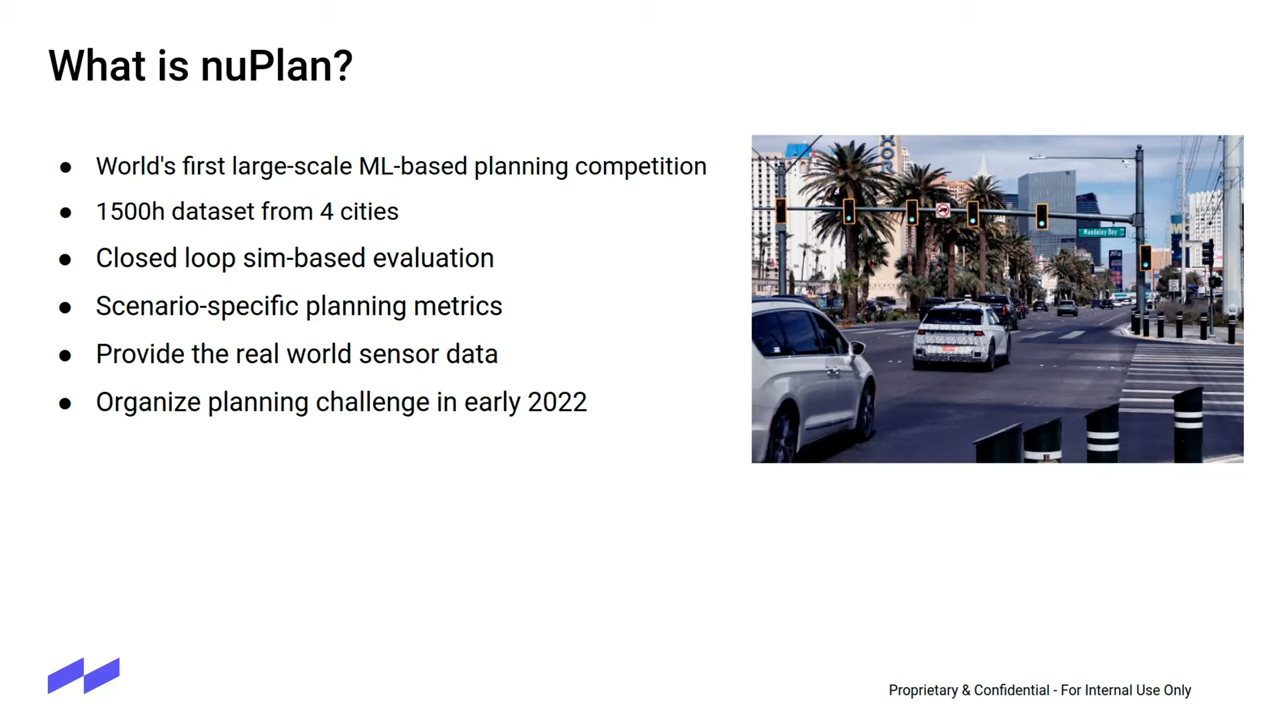 What is nuPlan?
● World's first large-scale ML-based planning competition
● 1500h dataset from 4 cities
● Closed loop sim-based evaluation
● Scenario-specific planning metrics
● Provide the real world sensor data
● Organize planning challenge in early 2022
Mandalay Bay
Proprietary & Confidential - For Internal Use Only